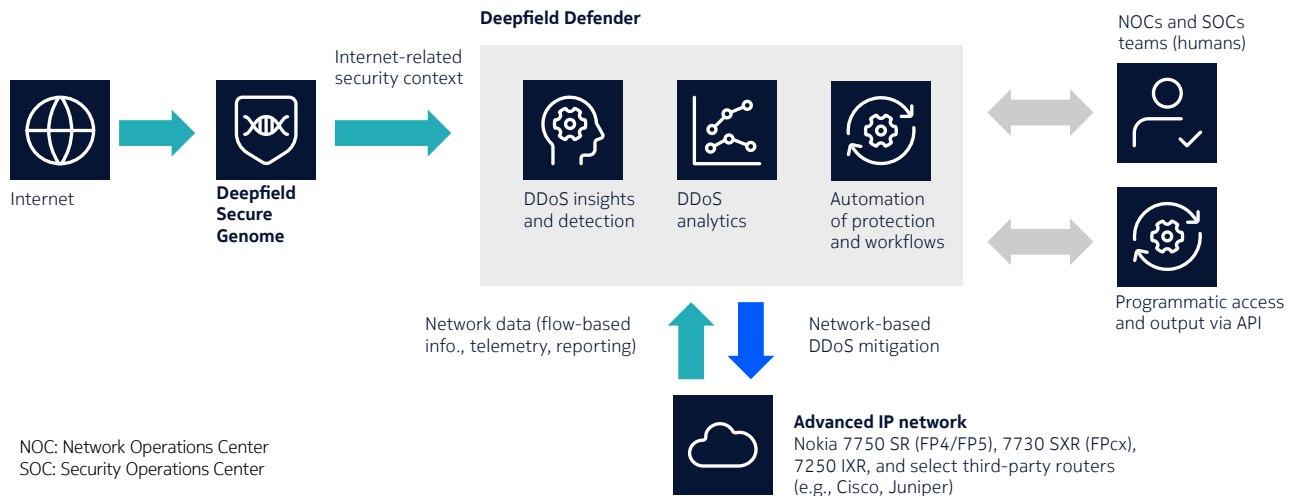 Deepfield Defender
NOCs and SOCs
teams (humans)
Internet-related
security context
Internet
Deepfield
Secure
Genome
DDoS insights
and detection
DDoS
analytics
Automation
of protection
and workflows
Programmatic access
and output via API
Network data (flow-based
info., telemetry, reporting)
Network-based
DDoS mitigation
Advanced IP network
Nokia 7750 SR (FP4/FP5), 7730 SXR (FPcx),
7250 IXR, and select third-party routers
(e.g., Cisco, Juniper)
NOC: Network Operations Center
SOC: Security Operations Center